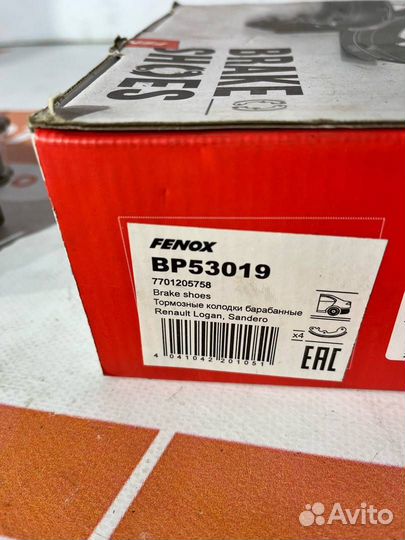 BRAKE
SHOES
FENOX
BP53019
7701205758
Brake shoes
Тормозные колодки барабанные
Renault Logan, Sandero
x4
EAC
4 041042 201051
Avito